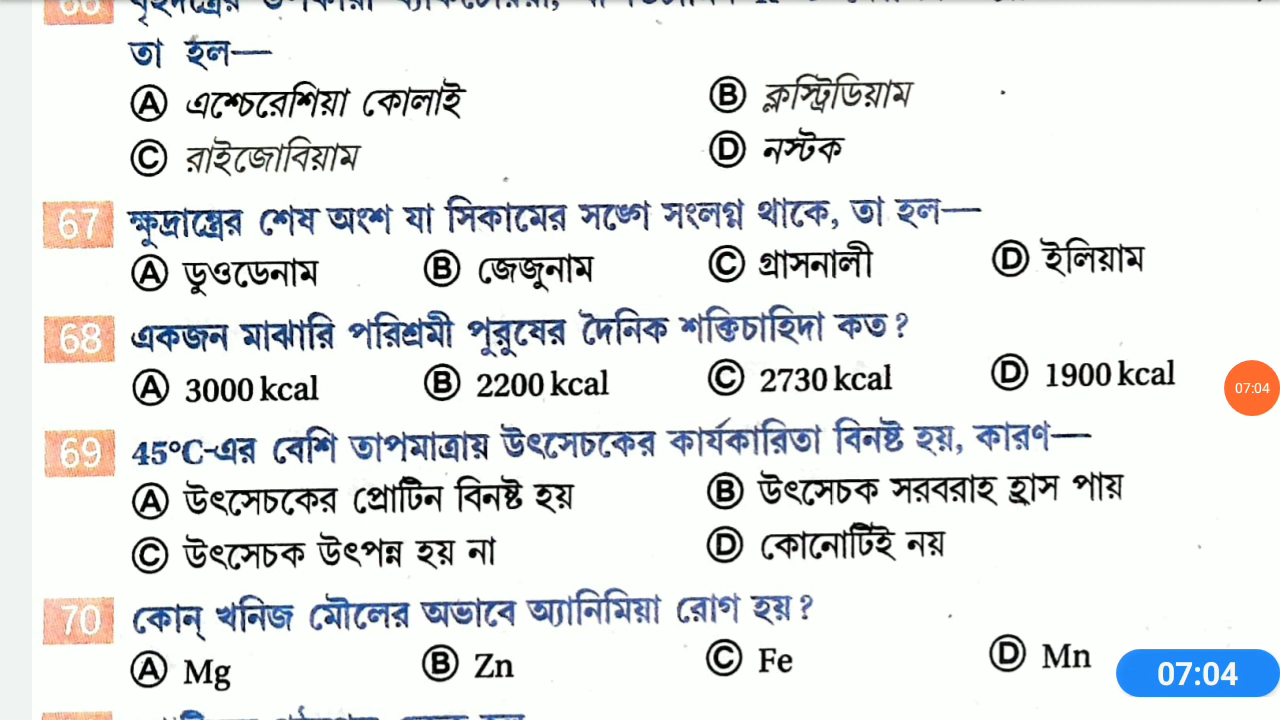 তা হল—
Ⓐ এশ্চেরেশিয়া কোলাই Ⓑ ক্লস্ট্রিডিয়াম
Ⓒ রাইজোবিয়াম Ⓓ নস্টক
67 ক্ষুদ্রান্ত্রের শেষ অংশ যা সিকামের সঙ্গে সংলগ্ন থাকে, তা হল—
Ⓐ ডুওডেনাম Ⓑ জেজুনাম Ⓒ গ্রাসনালী Ⓓ ইলিয়াম
68 একজন মাঝারি পরিশ্রমী পুরুষের দৈনিক শক্তিচাহিদা কত?
Ⓐ 3000 kcal Ⓑ 2200 kcal Ⓒ 2730 kcal Ⓓ 1900 kcal
07:04
69 45°C-এর বেশি তাপমাত্রায় উৎসেচকের কার্যকারিতা বিনষ্ট হয়, কারণ—
Ⓐ উৎসেচকের প্রোটিন বিনষ্ট হয় Ⓑ উৎসেচক সরবরাহ হ্রাস পায়
Ⓒ উৎসেচক উৎপন্ন হয় না Ⓓ কোনোটিই নয়
70 কোন্ খনিজ মৌলের অভাবে অ্যানিমিয়া রোগ হয়?
Ⓐ Mg Ⓑ Zn Ⓒ Fe Ⓓ Mn
07:04